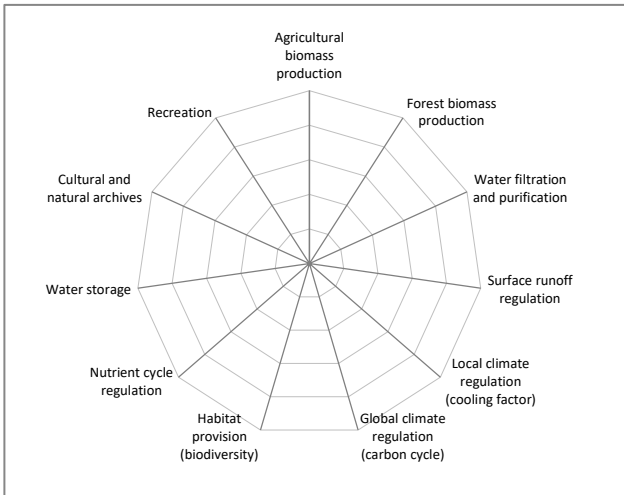 Agricultural
biomass
production
Forest biomass
production
Water filtration
and purification
Surface runoff
regulation
Local climate
regulation
(cooling factor)
Global climate
regulation
(carbon cycle)
Habitat
provision
(biodiversity)
Nutrient cycle
regulation
Water storage
Cultural and
natural archives
Recreation